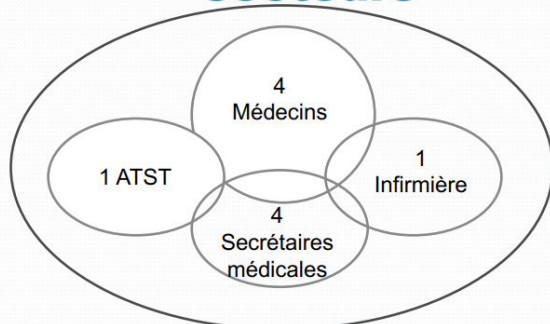 4
Médecins
1 ATST
1
Infirmière
4
Secrétaires
médicales